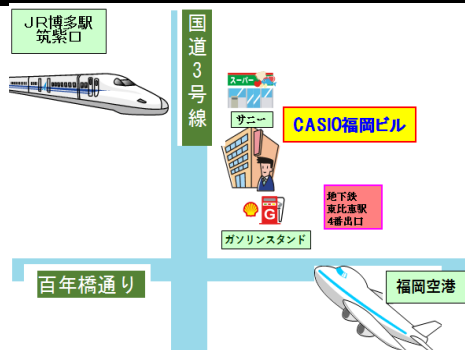 JR博多駅
筑紫口
国道3号線
スーパー
サニー
CASIO福岡ビル
地下鉄
東比恵駅
4番出口
G
ガソリンスタンド
百年橋通り
福岡空港